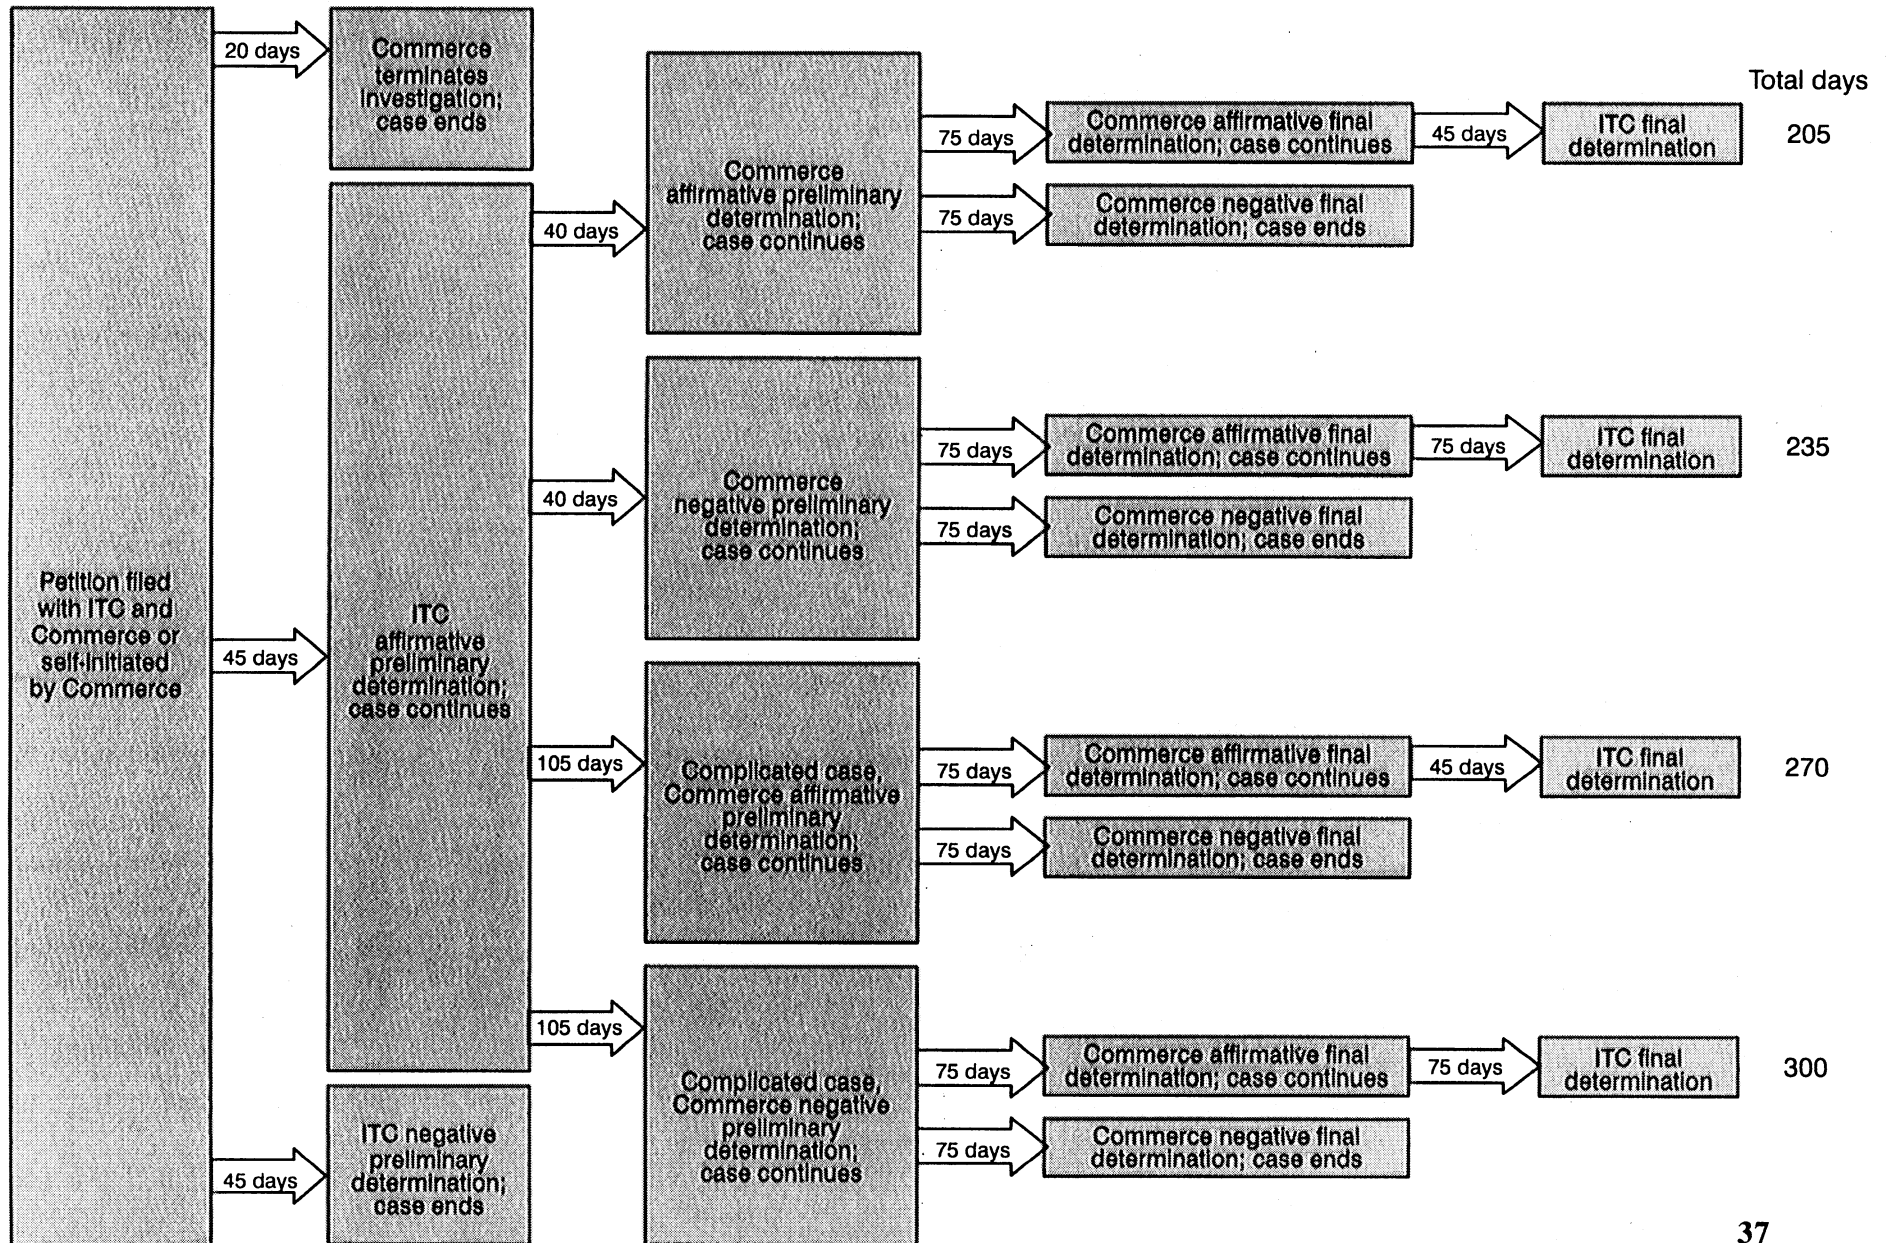 20 days
Commerce
terminates
investigation;
case ends
Total days
75 days
Commerce affirmative final
determination; case continues
45 days
ITC final
determination
205
Commerce
affirmative preliminary
determination;
case continues
40 days
75 days
Commerce negative final
determination; case ends
75 days
Commerce affirmative final
determination; case continues
75 days
ITC final
determination
235
40 days
Commerce
negative preliminary
determination;
case continues
75 days
Commerce negative final
determination; case ends
Petition filed
with ITC and
Commerce or
self-initiated
by Commerce
45 days
ITC
affirmative
preliminary
determination;
case continues
105 days
Complicated case,
Commerce affirmative
preliminary
determination;
case continues
75 days
Commerce affirmative final
determination; case continues
45 days
ITC final
determination
270
75 days
Commerce negative final
determination; case ends
105 days
Complicated case,
Commerce negative
preliminary
determination;
case continues
75 days
Commerce affirmative final
determination; case continues
75 days
ITC final
determination
300
75 days
Commerce negative final
determination; case ends
45 days
ITC negative
preliminary
determination;
case ends
37